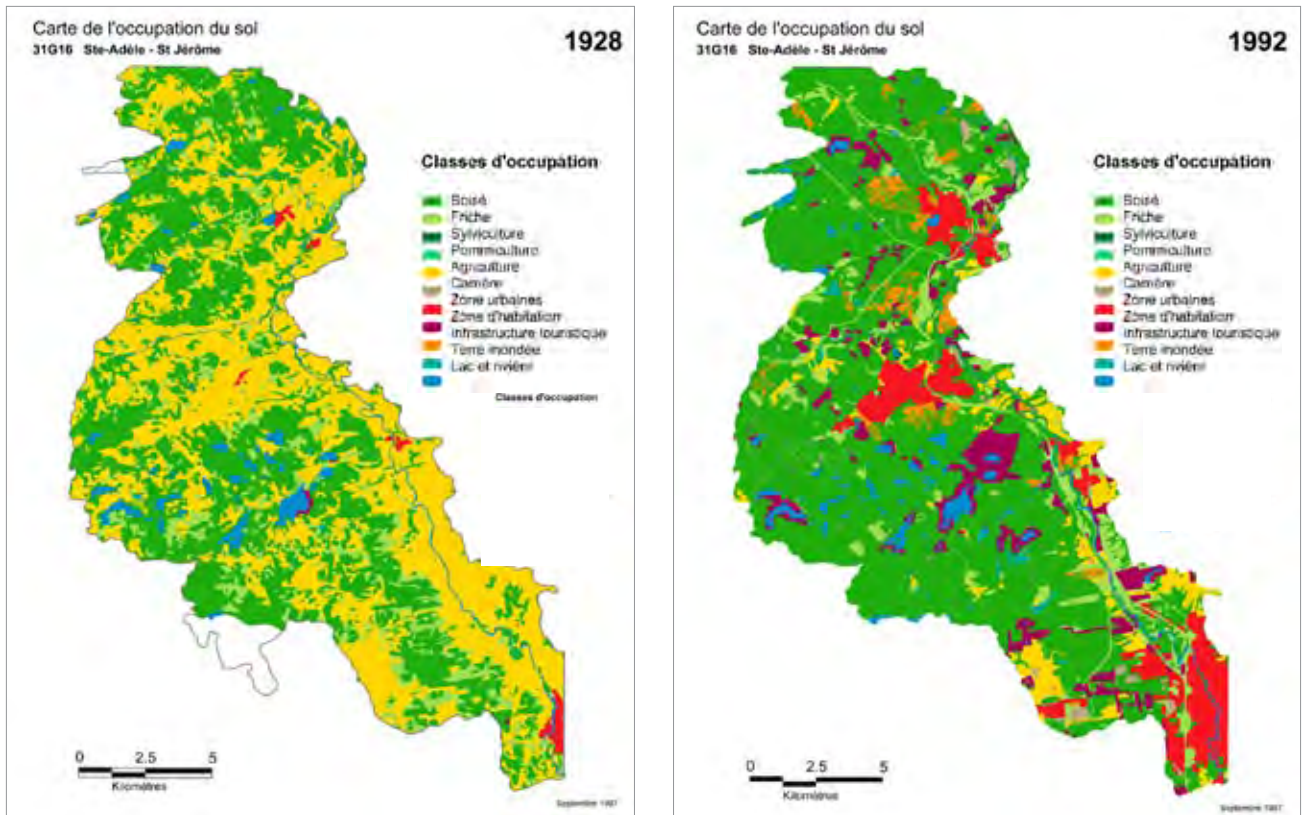 Carte de l'occupation du sol
31G16 Ste-Adèle - St Jérôme
1928
Classes d'occupation
Boisé
Friche
Sylviculture
Pommiculture
Agriculture
Carrière
Zone urbaines
Zone d'habitation
Infrastructure touristique
Terre inondée
Lac et rivière
Classes d'occupation
0 2.5 5
Kilomètres
Septembre 1997
Carte de l'occupation du sol
31G16 Ste-Adèle - St Jérôme
1992
Classes d'occupation
Boisé
Friche
Sylviculture
Pommiculture
Agriculture
Carrière
Zone urbaines
Zone d'habitation
Infrastructure touristique
Terre inondée
Lac et rivière
0 2.5 5
Kilomètres
Septembre 1997